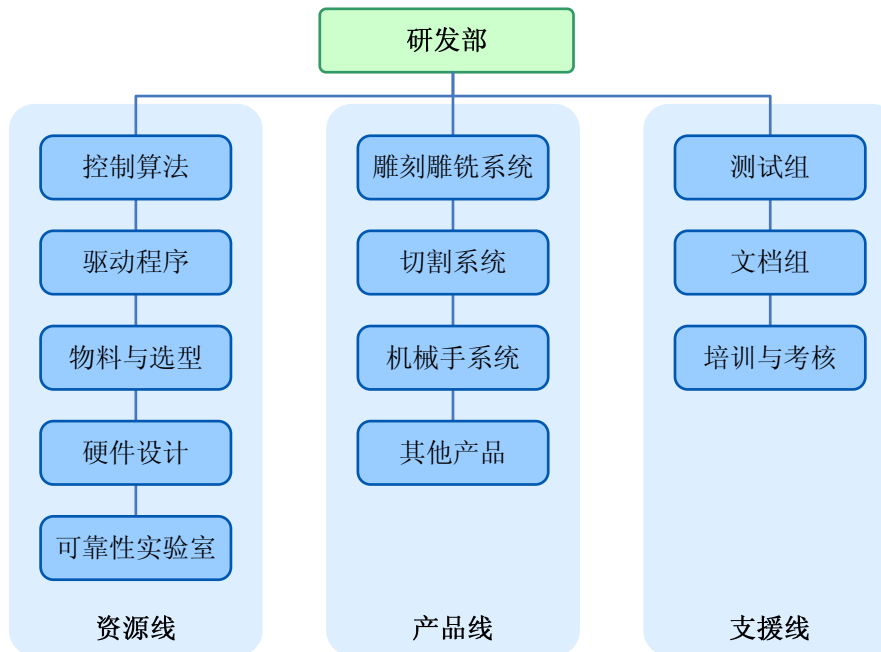 研发部
控制算法
驱动程序
物料与选型
硬件设计
可靠性实验室
资源线
雕刻雕铣系统
切割系统
机械手系统
其他产品
产品线
测试组
文档组
培训与考核
支援线